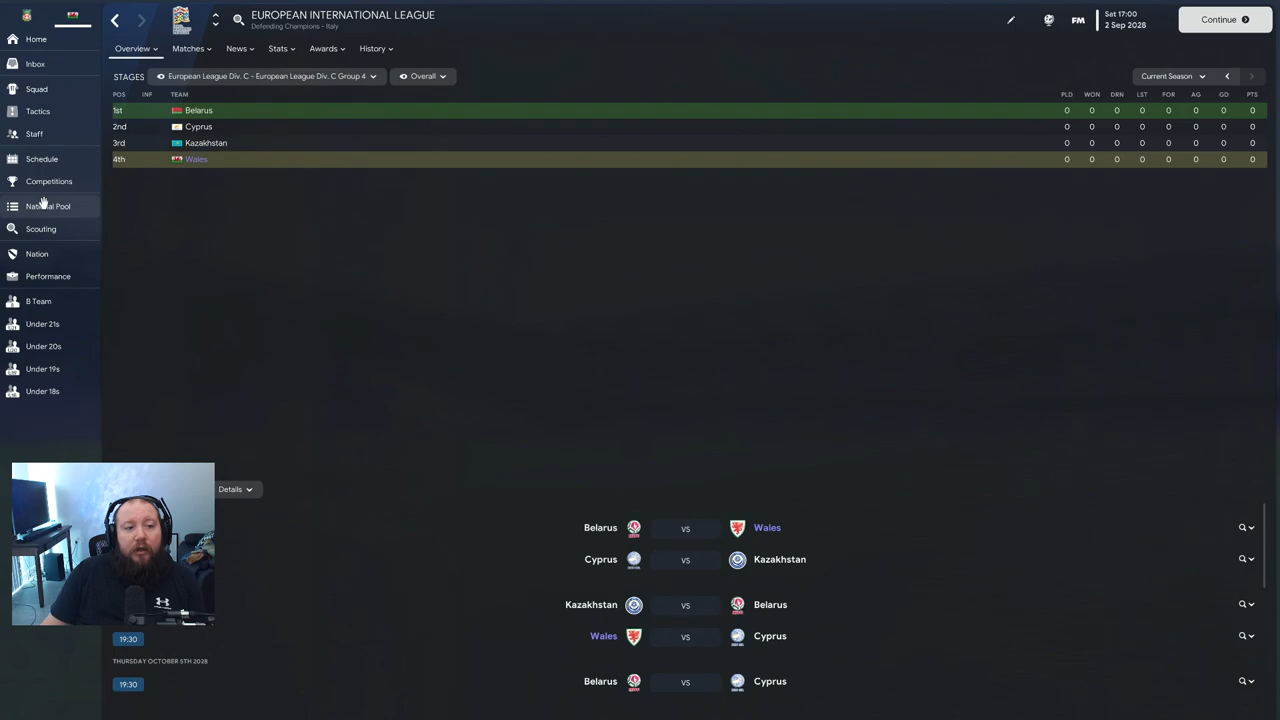 EUROPEAN INTERNATIONAL LEAGUE
Defending Champions - Italy
FM
Sat 17:00
2 Sep 2028
Continue
Home
Inbox
Squad
Tactics
Staff
Schedule
Competitions
National Pool
Scouting
Nation
Performance
B Team
Under 21s
Under 20s
Under 19s
Under 18s
Overview
Matches
News
Stats
Awards
History
STAGES
European League Div. C - European League Div. C Group 4
Overall
Current Season
POS INF TEAM PLD WON DRN LST FOR AG GD PTS
1st Belarus 0 0 0 0 0 0 0 0
2nd Cyprus 0 0 0 0 0 0 0 0
3rd Kazakhstan 0 0 0 0 0 0 0 0
4th Wales 0 0 0 0 0 0 0 0
Details
Belarus VS Wales
Cyprus VS Kazakhstan
Kazakhstan VS Belarus
19:30 Wales VS Cyprus
THURSDAY OCTOBER 5TH 2028
19:30 Belarus VS Cyprus